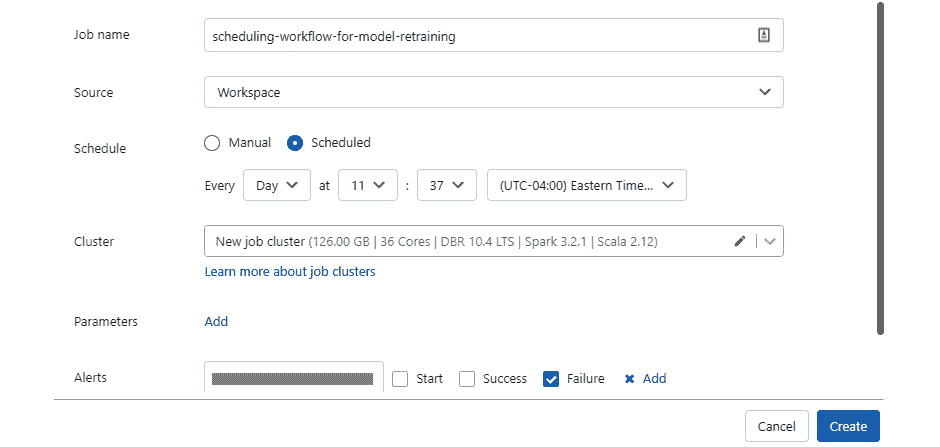 Job name
scheduling-workflow-for-model-retraining
Source
Workspace
Schedule
Manual
Scheduled
Every Day at 11 : 37 (UTC-04:00) Eastern Time...
Cluster
New job cluster (126.00 GB | 36 Cores | DBR 10.4 LTS | Spark 3.2.1 | Scala 2.12)
Learn more about job clusters
Parameters
Add
Alerts
Start
Success
Failure
Add
Cancel
Create